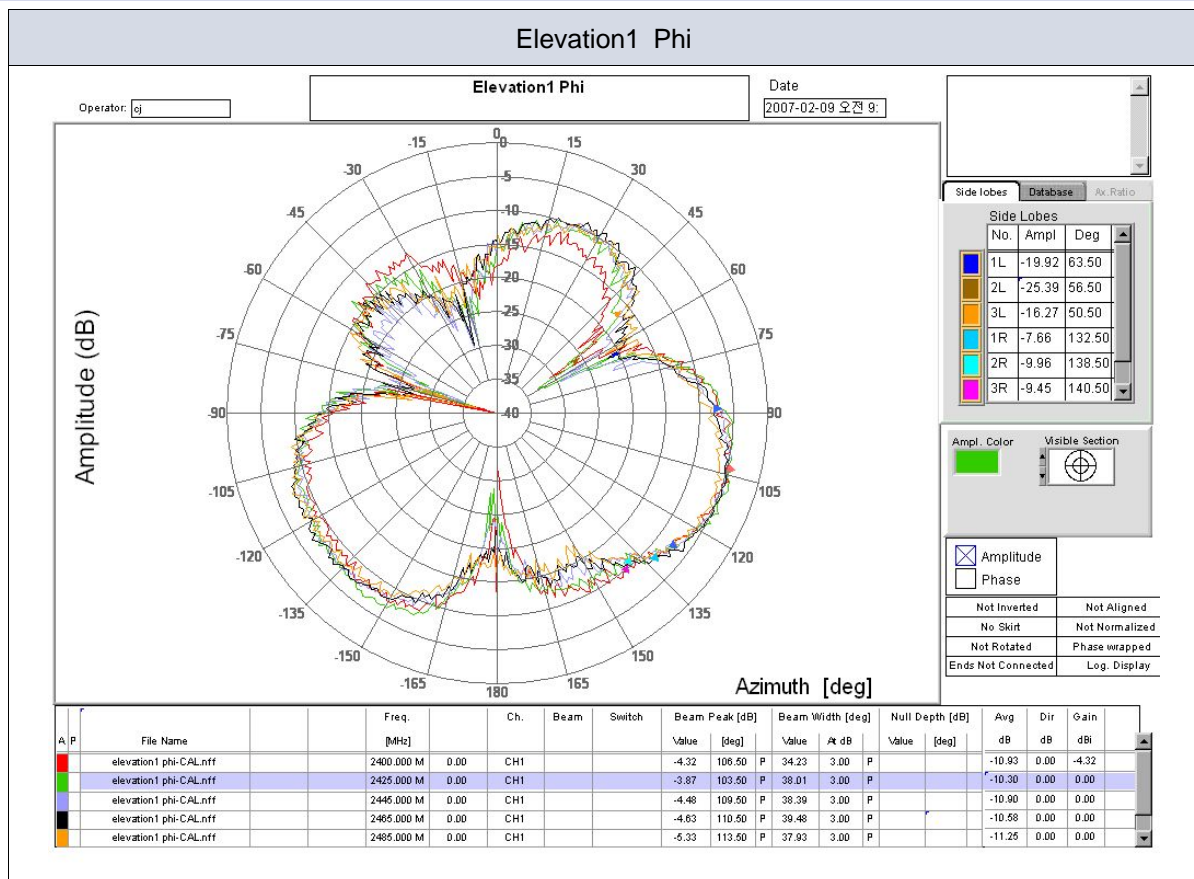 Elevation1 Phi
Elevation1 Phi
Operator: cj
Date
2007-02-09 오전 9:
Amplitude (dB)
Azimuth [deg]
0
15
30
45
60
75
90
105
120
135
150
165
180
-165
-150
-135
-120
-105
-90
-75
-60
-45
-30
-15
0
-5
-10
-15
-20
-25
-30
-35
-40
Side lobes Database Ax.Ratio
Side Lobes
No. Ampl Deg
1L -19.92 63.50
2L -25.39 56.50
3L -16.27 50.50
1R -7.66 132.50
2R -9.96 138.50
3R -9.45 140.50
Ampl. Color Visible Section
Amplitude
Phase
Not Inverted Not Aligned
No Skirt Not Normalized
Not Rotated Phase wrapped
Ends Not Connected Log. Display
Freq. Ch. Beam Switch Beam Peak [dB] Beam Width [deg] Null Depth [dB] Avg Dir Gain
A P File Name [MHz] Value [deg] Value At dB Value [deg] dB dB dBi
elevation1 phi-CAL.nff 2400.000 M 0.00 CH1 -4.32 106.50 P 34.23 3.00 P -10.93 0.00 -4.32
elevation1 phi-CAL.nff 2425.000 M 0.00 CH1 -3.87 103.50 P 38.01 3.00 P -10.30 0.00 0.00
elevation1 phi-CAL.nff 2445.000 M 0.00 CH1 -4.48 109.50 P 38.39 3.00 P -10.90 0.00 0.00
elevation1 phi-CAL.nff 2465.000 M 0.00 CH1 -4.63 110.50 P 39.48 3.00 P -10.58 0.00 0.00
elevation1 phi-CAL.nff 2485.000 M 0.00 CH1 -5.33 113.50 P 37.93 3.00 P -11.25 0.00 0.00